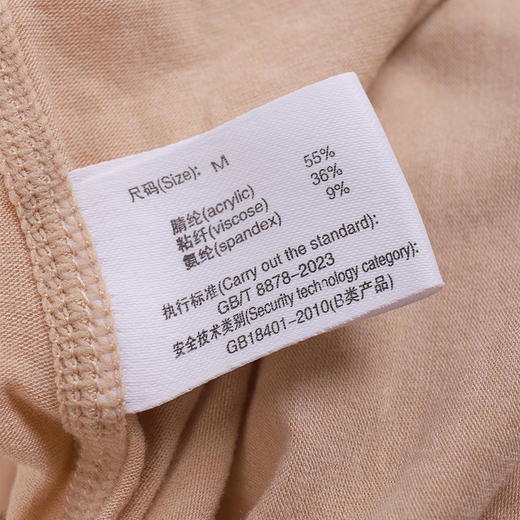 尺码(Size): M
腈纶(acrylic) 55%
粘纤(viscose) 36%
氨纶(spandex) 9%
执行标准(Carry out the standard):
GB/T 8878-2023
安全技术类别(Security technology category):
GB18401-2010(B类产品)